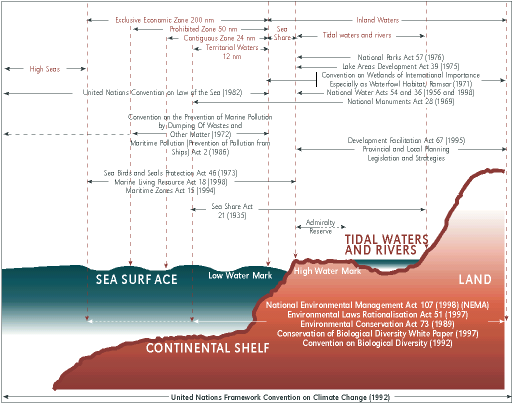 Exclusive Economic Zone 200 nm
Inland Waters
Prohibited Zone 50 nm
Sea
Share
Contiguous Zone 24 nm
Tidal waters and rivers
Territorial Waters
12 nm
National Parks Act 57 (1976)
Lake Areas Development Act 39 (1975)
High Seas
Convention on Wetlands of International Importance
Especially as Waterfowl Habitat/ Ramsar (1971)
United Nations Convention on Law of the Sea (1982)
National Water Acts 54 and 36 (1956 and 1998)
National Monuments Act 28 (1969)
Convention on the Prevention of Marine Pollution
by Dumping Of Wastes and
Other Matter (1972)
Maritime Pollution (Prevention of Pollution from
Ships) Act 2 (1986)
Development Facilitation Act 67 (1995)
Provincial and Local Planning
Legislation and Strategies
Sea Birds and Seals Protection Act 46 (1973)
Marine Living Resource Act 18 (1998)
Maritime Zones Act 15 (1994)
Sea Share Act
21 (1935)
Admiralty
Reserve
TIDAL WATERS
AND RIVERS
Low Water Mark
High Water Mark
SEA SURFACE
LAND
National Environmental Management Act 107 (1998) (NEMA)
Environmental Laws Rationalisation Act 51 (1997)
Environmental Conservation Act 73 (1989)
Conservation of Biological Diversity White Paper (1997)
Convention on Biological Diversity (1992)
CONTINENTAL SHELF
United Nations Framework Convention on Climate Change (1992)